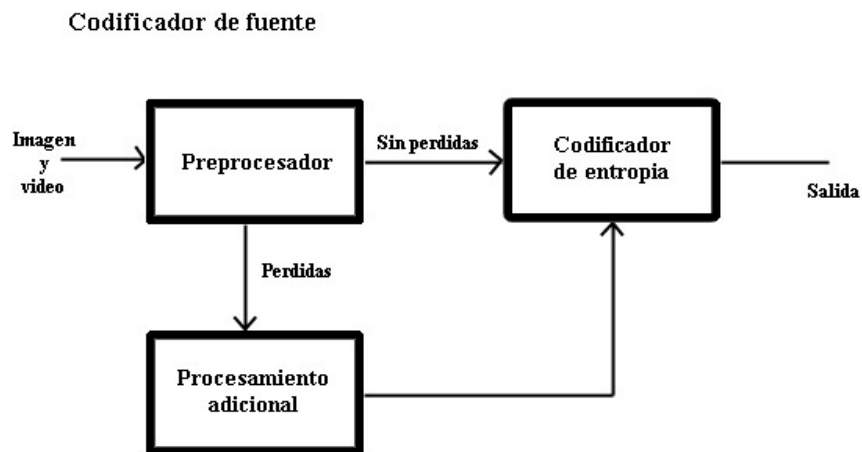 Codificador de fuente
Imagen
y
video
Preprocesador
Sin perdidas
Codificador
de entropia
Salida
Perdidas
Procesamiento
adicional